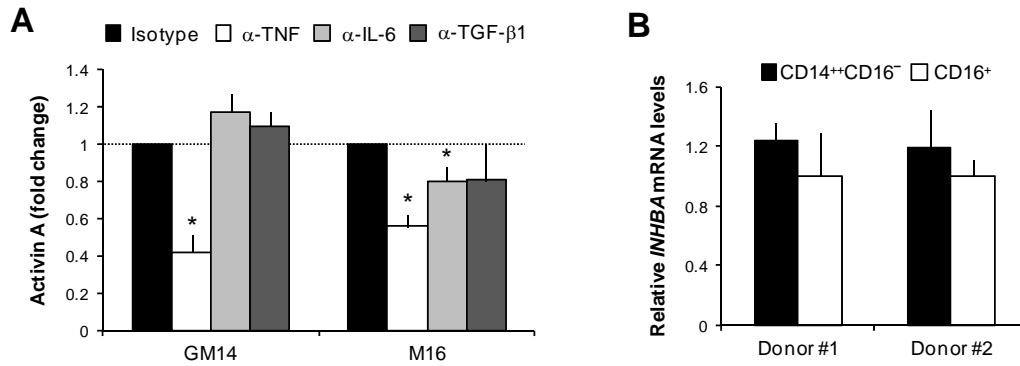 A
Isotype α-TNF α-IL-6 α-TGF-β1
Activin A (fold change)
1.4
1.2
1
0.8
0.6
0.4
0.2
0
*
*
*
GM14 M16
B
CD14++CD16− CD16+
Relative INHBA mRNA levels
1.6
1.2
0.8
0.4
0
Donor #1 Donor #2